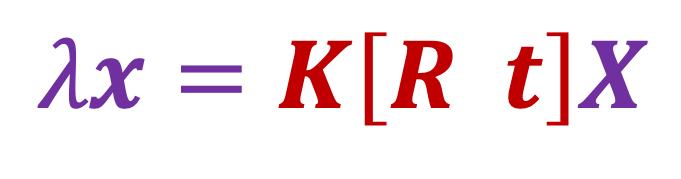 λx = K[R t]X